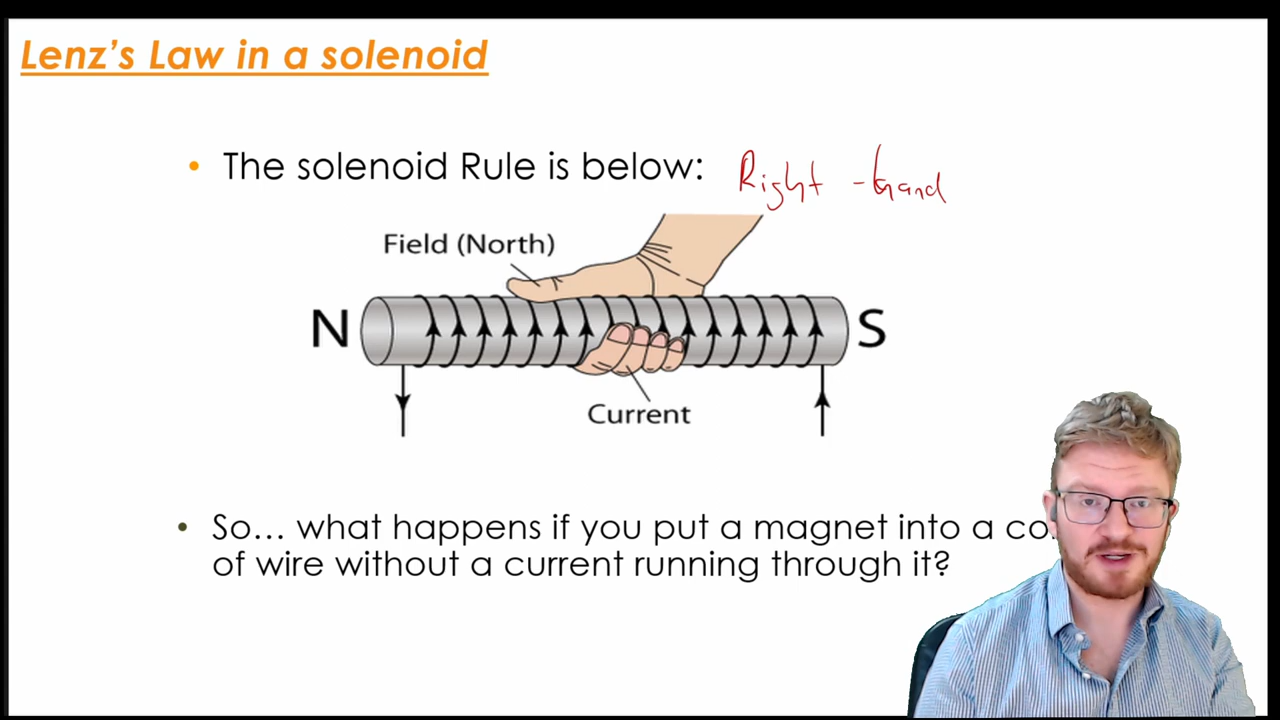 Lenz's Law in a solenoid
• The solenoid Rule is below: Right - hand
Field (North)
N
S
Current
• So... what happens if you put a magnet into a
of wire without a current running through it?